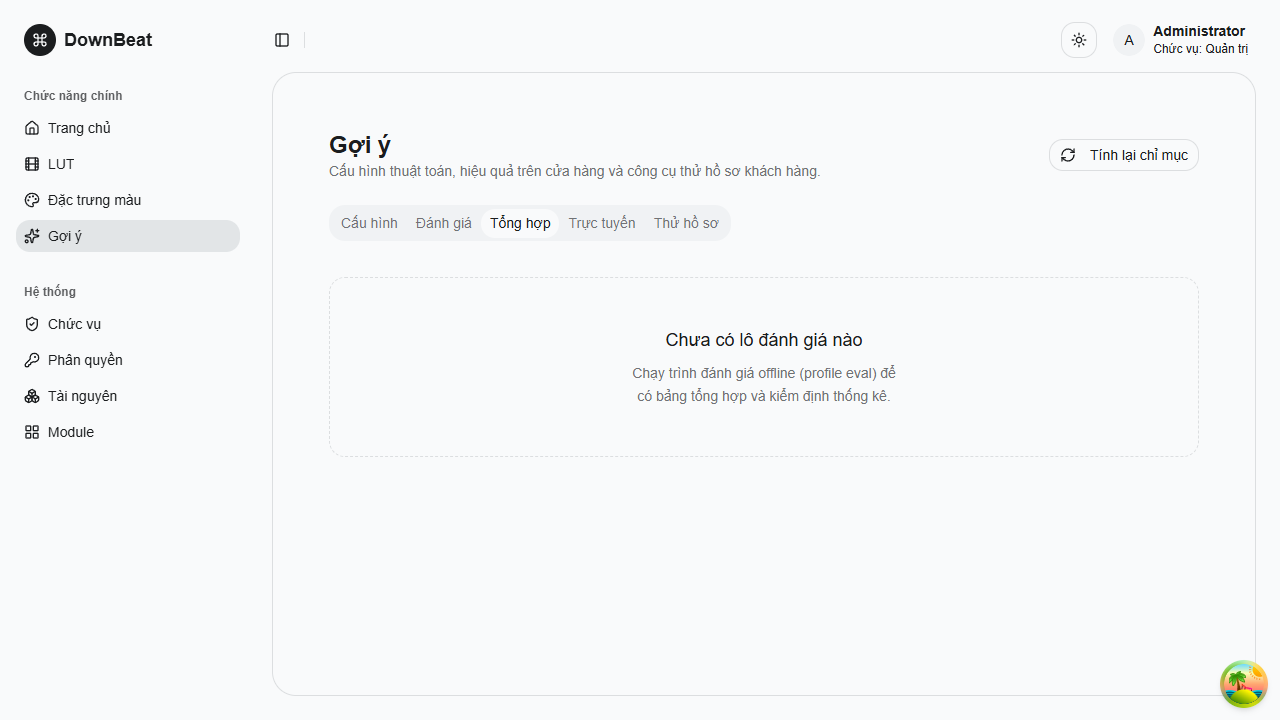 DownBeat
Administrator
A
Chức vụ: Quản trị
Chức năng chính
Trang chủ
LUT
Đặc trưng màu
Gợi ý
Hệ thống
Chức vụ
Phân quyền
Tài nguyên
Module
Gợi ý
Cấu hình thuật toán, hiệu quả trên cửa hàng và công cụ thử hồ sơ khách hàng.
Tính lại chỉ mục
Cấu hình Đánh giá Tổng hợp Trực tuyến Thử hồ sơ
Chưa có lô đánh giá nào
Chạy trình đánh giá offline (profile eval) để
có bảng tổng hợp và kiểm định thống kê.